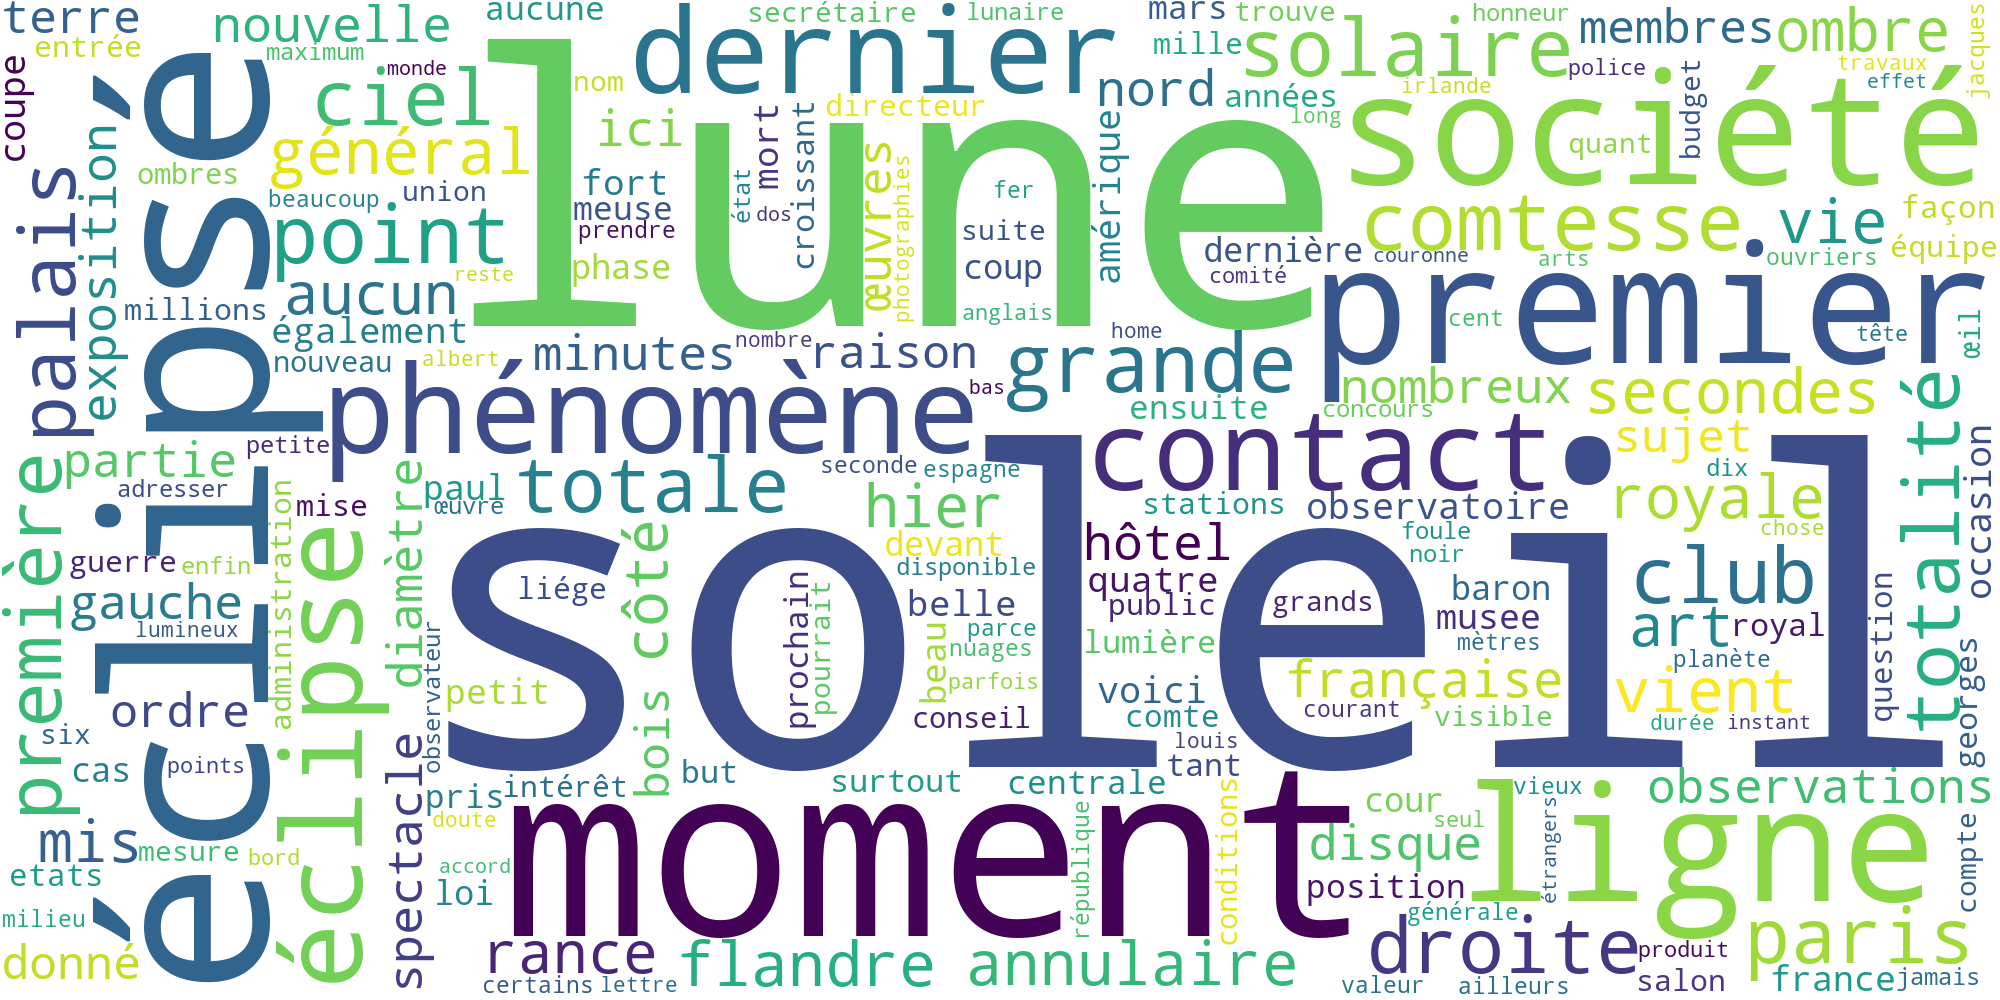 terre
entrée
nouvelle
maximum
aucune
secrétaire
lunaire
mars
trouve
honneur
mille
solaire
membres
ombre
jacques
travaux
effet
police
irlande
dernier
nord
années
long
société
budget
quant
coupe
monde
nom
ciel
ici
directeur
général
ombres
exposition
palais
éclipse
lune
fort
mort
croissant
œuvres
photographies
état
dos
amérique
fer
suite
coup
anglais
beaucoup
union
meuse
prendre
point
phase
reste
aucun
millions
également
nouveau
albert
minutes
nombre
raison
home
comtesse
vie
façon
équipe
dernière
couronne
arts
ouvriers
comité
premier
cent
tête
œil
grande
bas
phénomène
ensuite
nombreux
concours
secondes
totalité
contact
sujet
occasion
partie
petite
première
adresser
mise
administration
diamètre
paul
œuvre
totale
seconde
espagne
hier
stations
observatoire
dix
royale
chose
foule
noir
guerre
enfin
éclipse
gauche
lumineux
ordre
liége
côté
bois
devant
disponible
hôtel
quatre
public
grands
baron
musee
mètres
club
art
royal
planète
question
georges
soleil
prochain
pourrait
belle
parce
nuages
beau
parfois
conseil
lumière
voici
comte
louis
tant
française
courant
visible
vient
durée
instant
petit
observateur
spectacle
six
cas
points
pris
intérêt
but
surtout
centrale
conditions
république
cour
seul
vieux
étrangers
observations
compte
doute
moment
ligne
disque
position
générale
mis
mesure
bord
etats
milieu
donné
accord
loi
rance
certains
lettre
flandre
annulaire
droite
valeur
ailleurs
produit
salon
paris
france
jamais